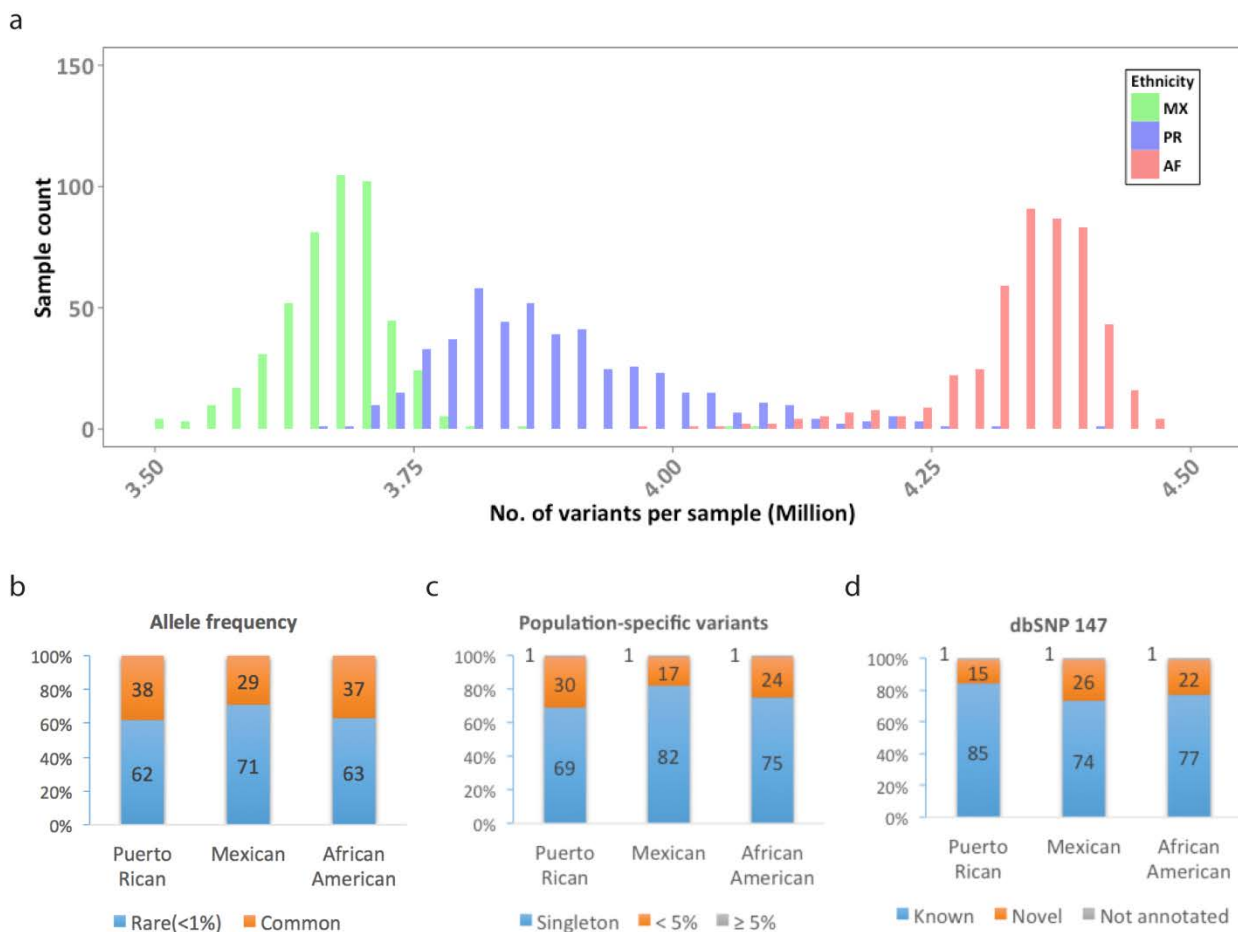 a
150
100
50
0
Sample count
Ethnicity
MX
PR
AF
3.50
3.75
4.00
4.25
4.50
No. of variants per sample (Million)
b
Allele frequency
100%
80%
60%
40%
20%
0%
38
29
37
62
71
63
Puerto
Rican
Mexican
African
American
Rare(<1%)
Common
c
Population-specific variants
100%
80%
60%
40%
20%
0%
1
1
1
30
17
24
69
82
75
Puerto
Rican
Mexican
African
American
Singleton
< 5%
≥ 5%
d
dbSNP 147
100%
80%
60%
40%
20%
0%
1
1
1
15
26
22
85
74
77
Puerto
Rican
Mexican
African
American
Known
Novel
Not annotated